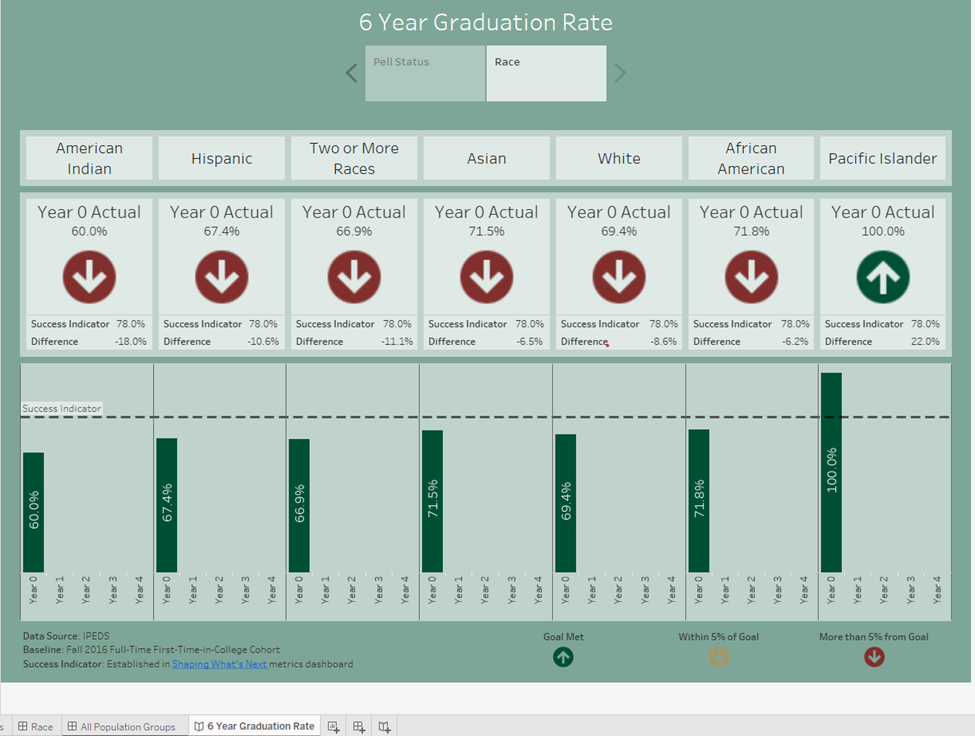 6 Year Graduation Rate
Pell Status
Race
American
Indian
Hispanic
Two or More
Races
Asian
White
African
American
Pacific Islander
Year 0 Actual
60.0%
Success Indicator 78.0%
Difference -18.0%
Year 0 Actual
67.4%
Success Indicator 78.0%
Difference -10.6%
Year 0 Actual
66.9%
Success Indicator 78.0%
Difference -11.1%
Year 0 Actual
71.5%
Success Indicator 78.0%
Difference -6.5%
Year 0 Actual
69.4%
Success Indicator 78.0%
Difference -8.6%
Year 0 Actual
71.8%
Success Indicator 78.0%
Difference -6.2%
Year 0 Actual
100.0%
Success Indicator 78.0%
Difference 22.0%
Success Indicator
60.0%
67.4%
66.9%
71.5%
69.4%
71.8%
100.0%
Year 0 Year 1 Year 2 Year 3 Year 4
Year 0 Year 1 Year 2 Year 3 Year 4
Year 0 Year 1 Year 2 Year 3 Year 4
Year 0 Year 1 Year 2 Year 3 Year 4
Year 0 Year 1 Year 2 Year 3 Year 4
Year 0 Year 1 Year 2 Year 3 Year 4
Year 0 Year 1 Year 2 Year 3 Year 4
Data Source: IPEDS
Baseline: Fall 2016 Full-Time First-Time-in-College Cohort
Success Indicator: Established in Shaping What's Next metrics dashboard
Goal Met
Within 5% of Goal
More than 5% from Goal
s
Race
All Population Groups
6 Year Graduation Rate